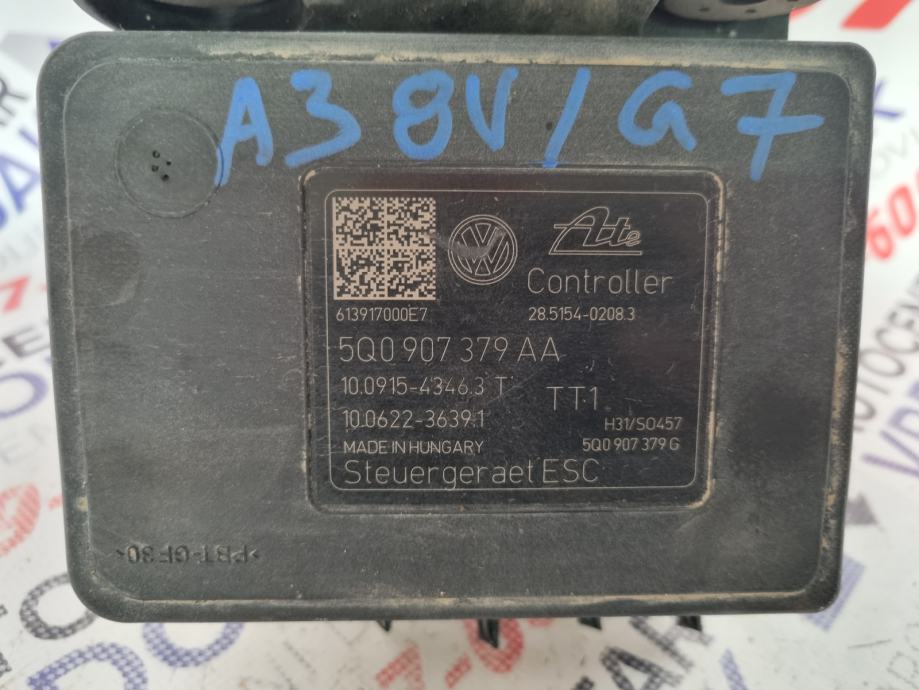 A3 8V/G7
Ate
Controller
613917000E7 28.5154-0208.3
5Q0 907 379 AA
10.0915-4346.3 T
TT1
10.0622-3639.1
H31/SO457
MADE IN HUNGARY 5Q0 907 379 G
Steuergeraet ESC
>PBT-GF30<